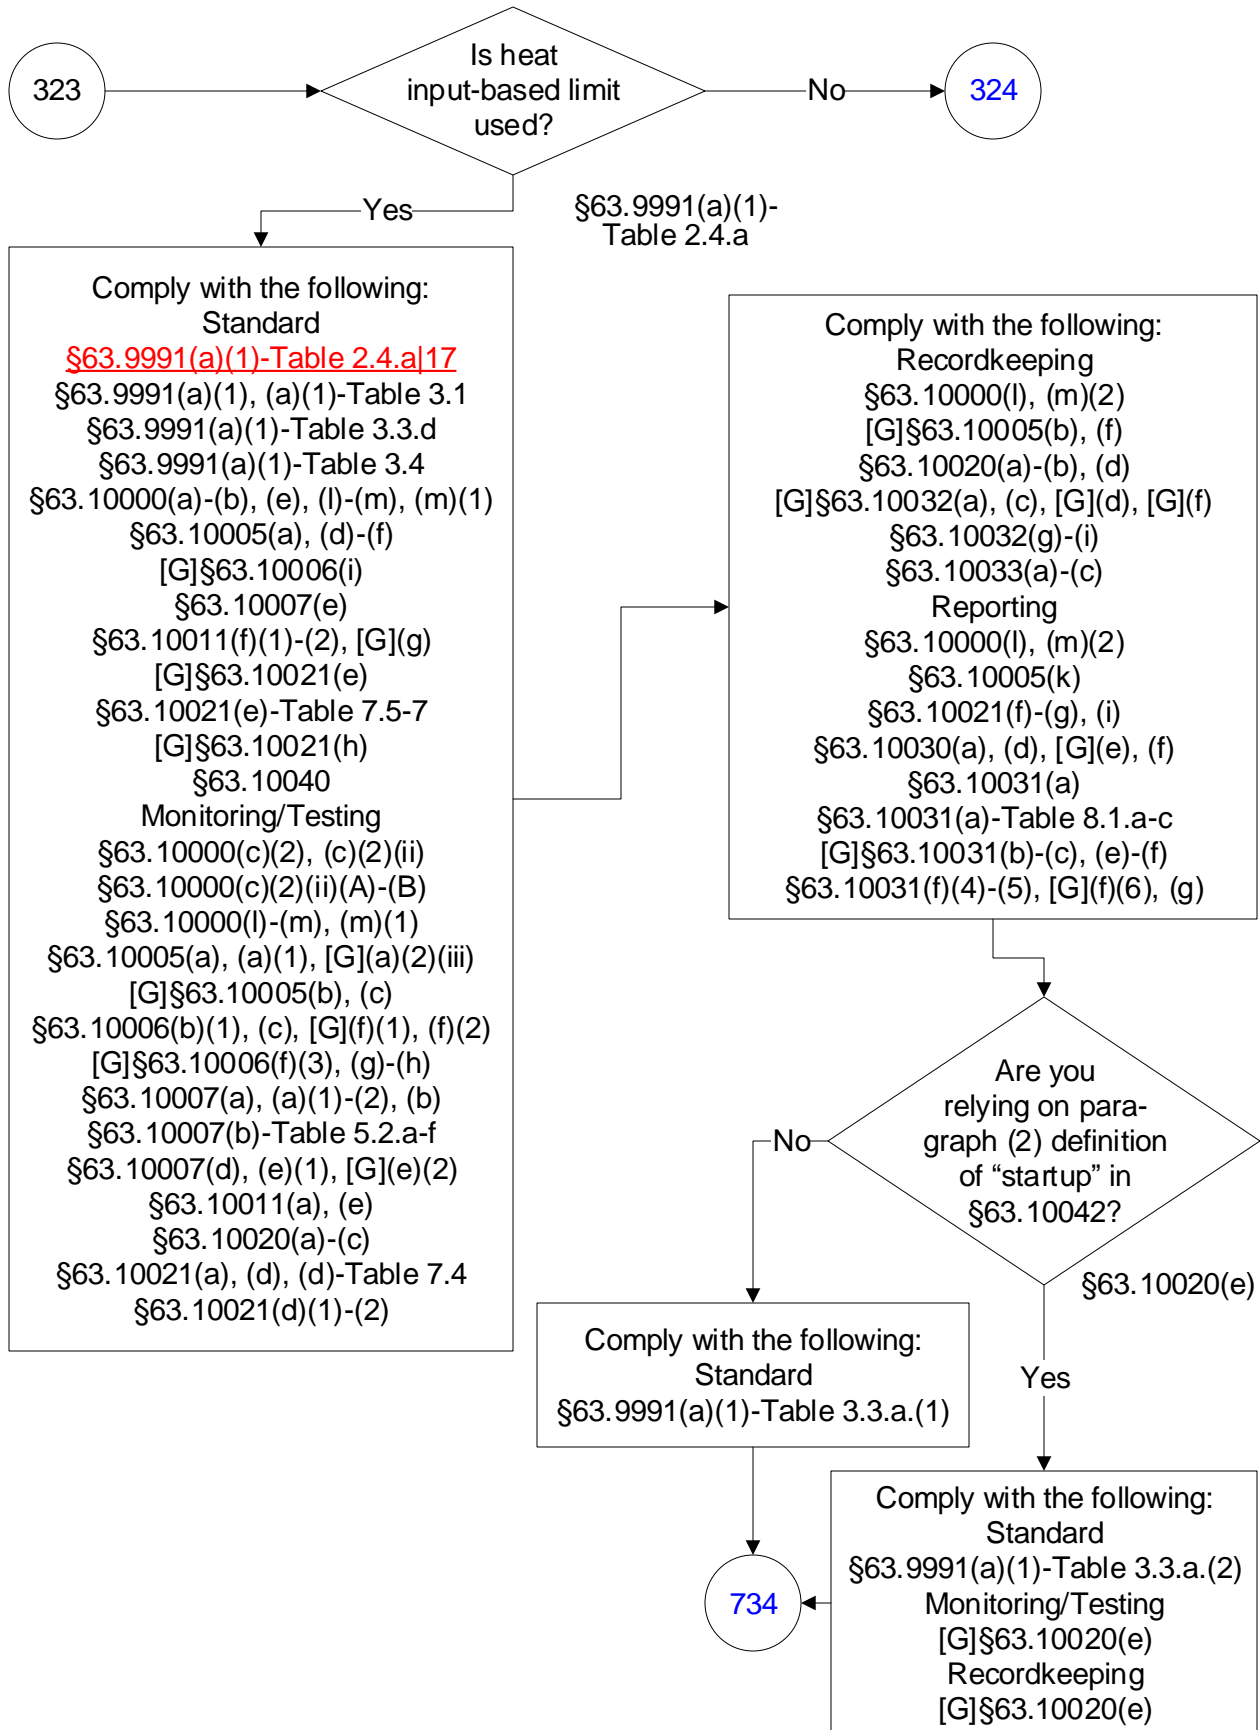 323
Is heat
input-based limit
used?
No
324
Yes
§63.9991(a)(1)-
Table 2.4.a
Comply with the following:
Standard
§63.9991(a)(1)-Table 2.4.a|17
§63.9991(a)(1), (a)(1)-Table 3.1
§63.9991(a)(1)-Table 3.3.d
§63.9991(a)(1)-Table 3.4
§63.10000(a)-(b), (e), (l)-(m), (m)(1)
§63.10005(a), (d)-(f)
[G]§63.10006(i)
§63.10007(e)
§63.10011(f)(1)-(2), [G](g)
[G]§63.10021(e)
§63.10021(e)-Table 7.5-7
[G]§63.10021(h)
§63.10040
Monitoring/Testing
§63.10000(c)(2), (c)(2)(ii)
§63.10000(c)(2)(ii)(A)-(B)
§63.10000(l)-(m), (m)(1)
§63.10005(a), (a)(1), [G](a)(2)(iii)
[G]§63.10005(b), (c)
§63.10006(b)(1), (c), [G](f)(1), (f)(2)
[G]§63.10006(f)(3), (g)-(h)
§63.10007(a), (a)(1)-(2), (b)
§63.10007(b)-Table 5.2.a-f
§63.10007(d), (e)(1), [G](e)(2)
§63.10011(a), (e)
§63.10020(a)-(c)
§63.10021(a), (d), (d)-Table 7.4
§63.10021(d)(1)-(2)
Comply with the following:
Recordkeeping
§63.10000(l), (m)(2)
[G]§63.10005(b), (f)
§63.10020(a)-(b), (d)
[G]§63.10032(a), (c), [G](d), [G](f)
§63.10032(g)-(i)
§63.10033(a)-(c)
Reporting
§63.10000(l), (m)(2)
§63.10005(k)
§63.10021(f)-(g), (i)
§63.10030(a), (d), [G](e), (f)
§63.10031(a)
§63.10031(a)-Table 8.1.a-c
[G]§63.10031(b)-(c), (e)-(f)
§63.10031(f)(4)-(5), [G](f)(6), (g)
Are you
relying on para-
graph (2) definition
of “startup” in
§63.10042?
No
§63.10020(e)
Yes
Comply with the following:
Standard
§63.9991(a)(1)-Table 3.3.a.(1)
Comply with the following:
Standard
§63.9991(a)(1)-Table 3.3.a.(2)
Monitoring/Testing
[G]§63.10020(e)
Recordkeeping
[G]§63.10020(e)
734